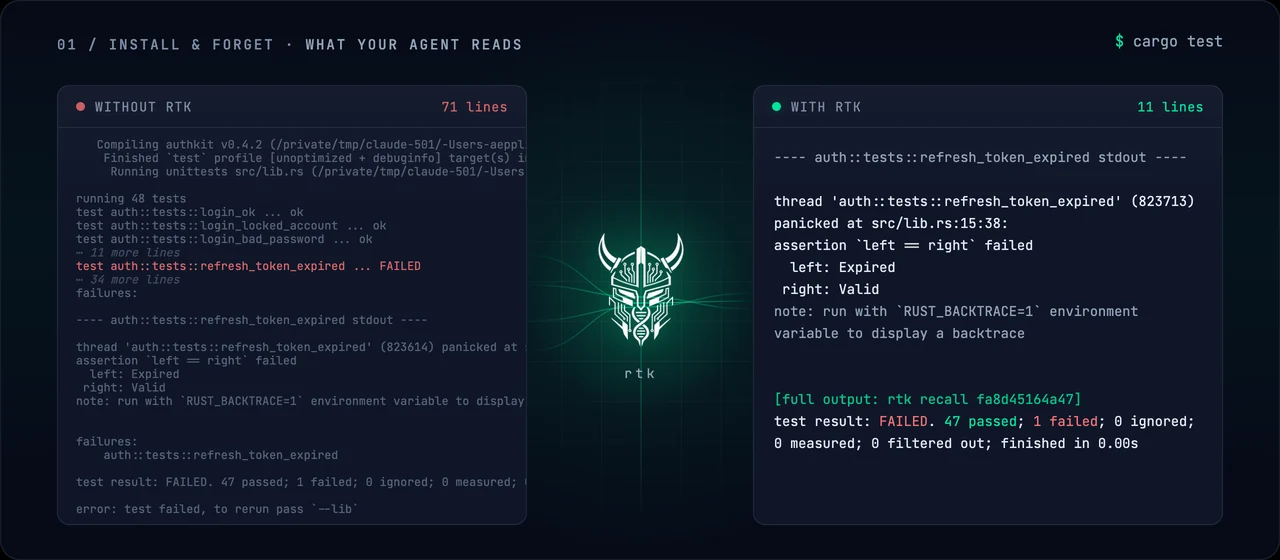 01 / INSTALL & FORGET · WHAT YOUR AGENT READS
$ cargo test
WITHOUT RTK
71 lines
   Compiling authkit v0.4.2 (/private/tmp/claude-501/-Users-aeppl
    Finished `test` profile [unoptimized + debuginfo] target(s) i
     Running unittests src/lib.rs (/private/tmp/claude-501/-Users
running 48 tests
test auth::tests::login_ok ... ok
test auth::tests::login_locked_account ... ok
test auth::tests::login_bad_password ... ok
⋯ 11 more lines
test auth::tests::refresh_token_expired ... FAILED
⋯ 34 more lines
failures:
---- auth::tests::refresh_token_expired stdout ----
thread 'auth::tests::refresh_token_expired' (823614) panicked at
assertion `left == right` failed
  left: Expired
 right: Valid
note: run with `RUST_BACKTRACE=1` environment variable to display
failures:
    auth::tests::refresh_token_expired
test result: FAILED. 47 passed; 1 failed; 0 ignored; 0 measured;
error: test failed, to rerun pass `--lib`
rtk
WITH RTK
11 lines
---- auth::tests::refresh_token_expired stdout ----
thread 'auth::tests::refresh_token_expired' (823713)
panicked at src/lib.rs:15:38:
assertion `left == right` failed
  left: Expired
 right: Valid
note: run with `RUST_BACKTRACE=1` environment
variable to display a backtrace
[full output: rtk recall fa8d45164a47]
test result: FAILED. 47 passed; 1 failed; 0 ignored;
0 measured; 0 filtered out; finished in 0.00s